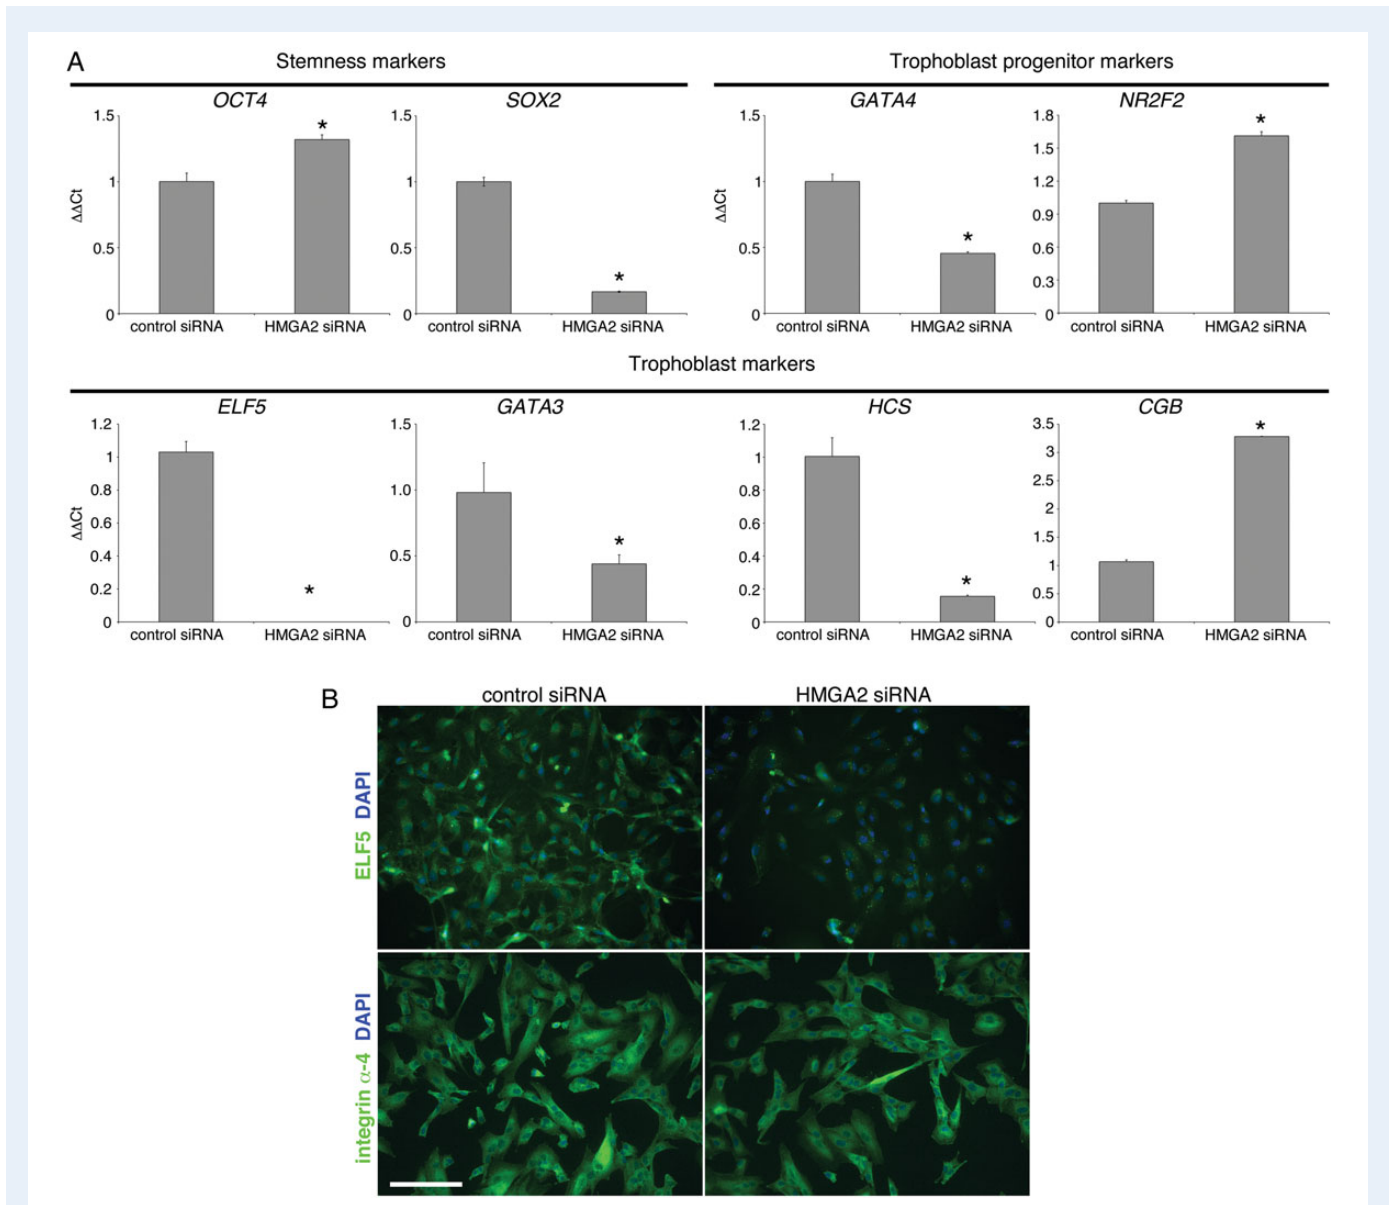 A
Stemness markers
Trophoblast progenitor markers
OCT4
SOX2
GATA4
NR2F2
ΔΔCt
1.5
1
0.5
0
*
control siRNA
HMGA2 siRNA
1.5
1
0.5
0
*
control siRNA
HMGA2 siRNA
ΔΔCt
1.5
1
0.5
0
*
control siRNA
HMGA2 siRNA
1.8
1.5
1.2
0.9
0.6
0.3
0
*
control siRNA
HMGA2 siRNA
Trophoblast markers
ELF5
GATA3
HCS
CGB
ΔΔCt
1.2
1
0.8
0.6
0.4
0.2
0
*
control siRNA
HMGA2 siRNA
1.5
1.0
0.5
0
*
control siRNA
HMGA2 siRNA
1.2
1
0.8
0.6
0.4
0.2
0
*
control siRNA
HMGA2 siRNA
3.5
3
2.5
2
1.5
1
0.5
0
*
control siRNA
HMGA2 siRNA
B
control siRNA
HMGA2 siRNA
ELF5 DAPI
integrin α-4 DAPI